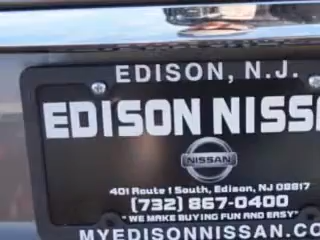 EDISON, N.J.
EDISON NISSA
NISSAN
401 Route 1 South, Edison, NJ 08817
(732) 867-0400
"WE MAKE BUYING FUN AND EASY"
MYEDISONNISSAN.CO